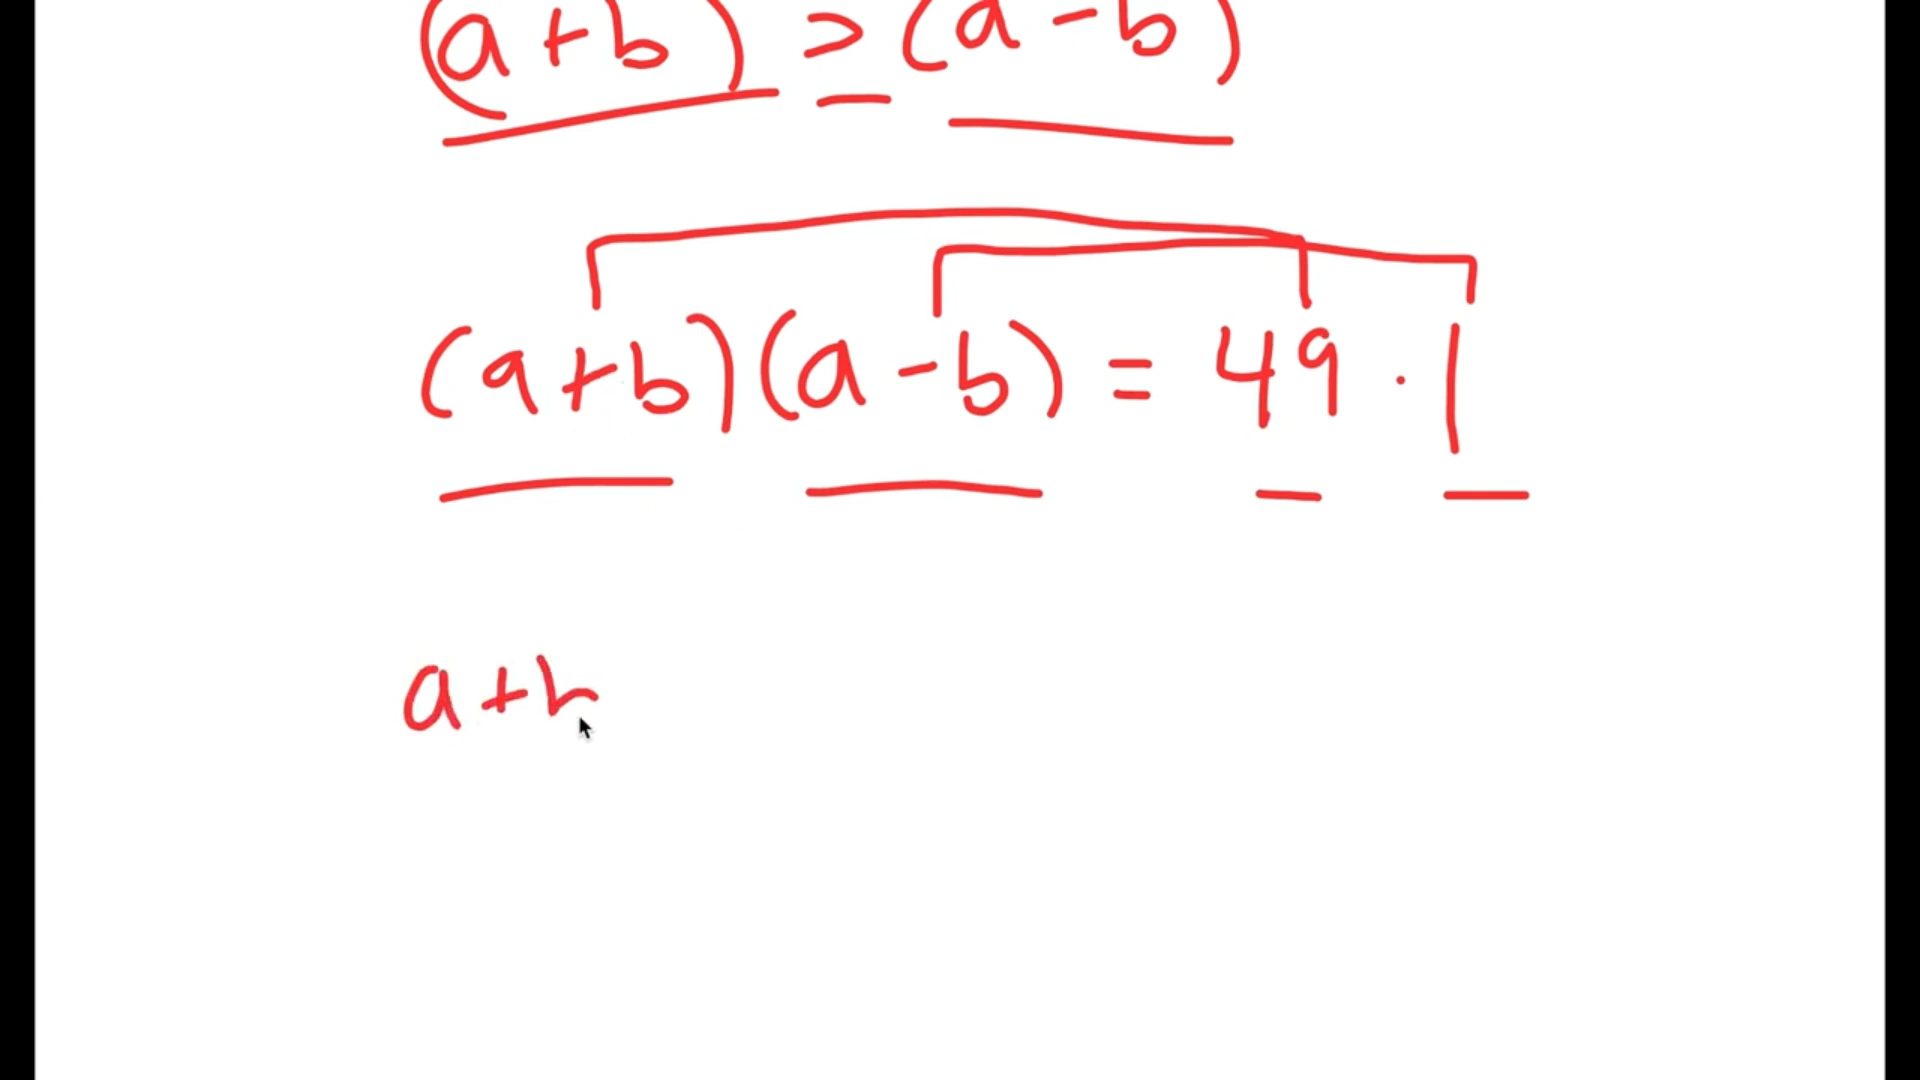 (a+b) > (a-b)
(a+b)(a-b) = 49 · 1
a+b